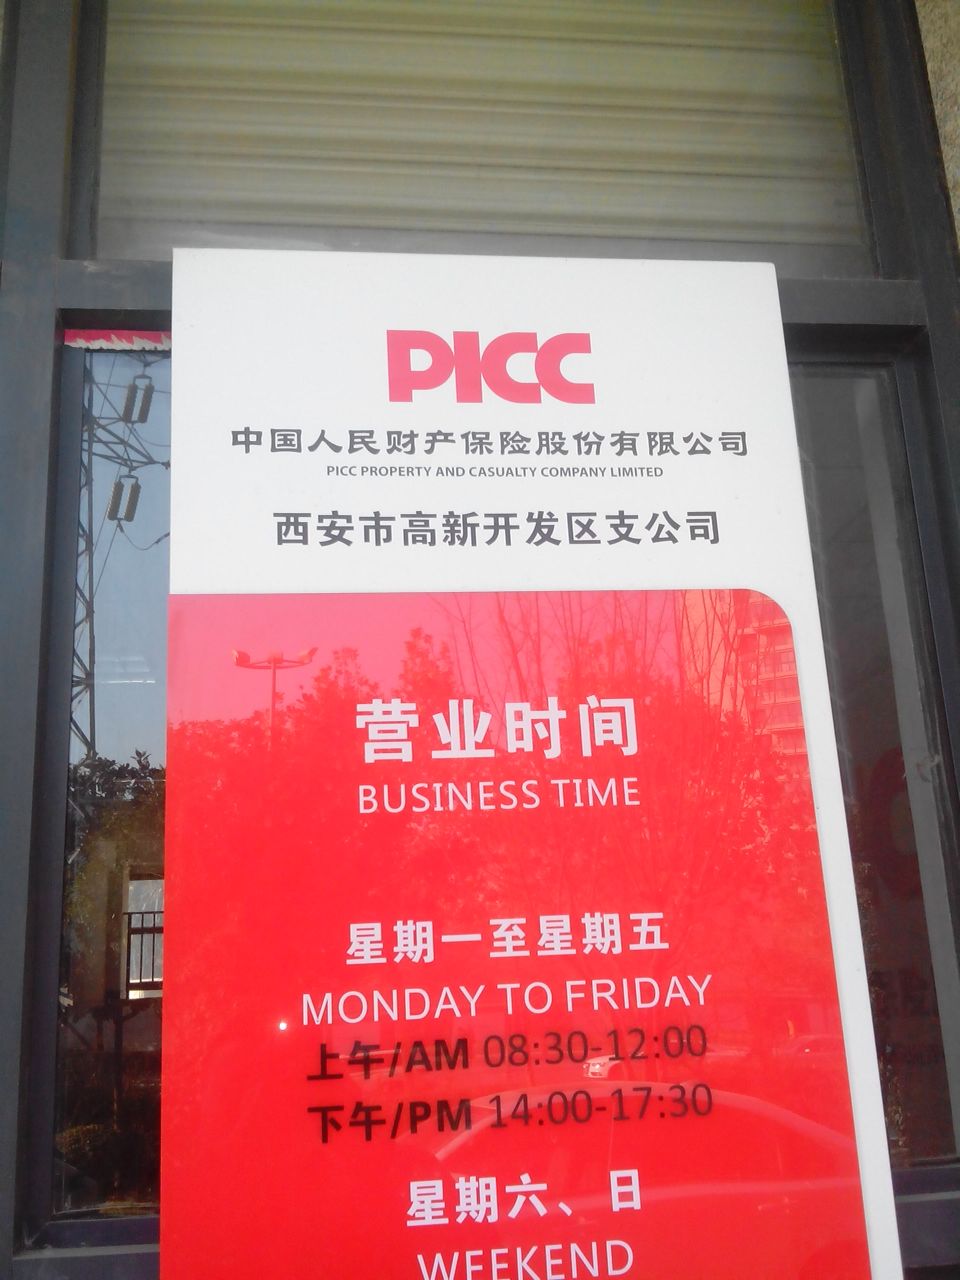 PICC
中国人民财产保险股份有限公司
PICC PROPERTY AND CASUALTY COMPANY LIMITED
西安市高新开发区支公司
营业时间
BUSINESS TIME
星期一至星期五
MONDAY TO FRIDAY
上午/AM 08:30-12:00
下午/PM 14:00-17:30
星期六、日
WEEKEND